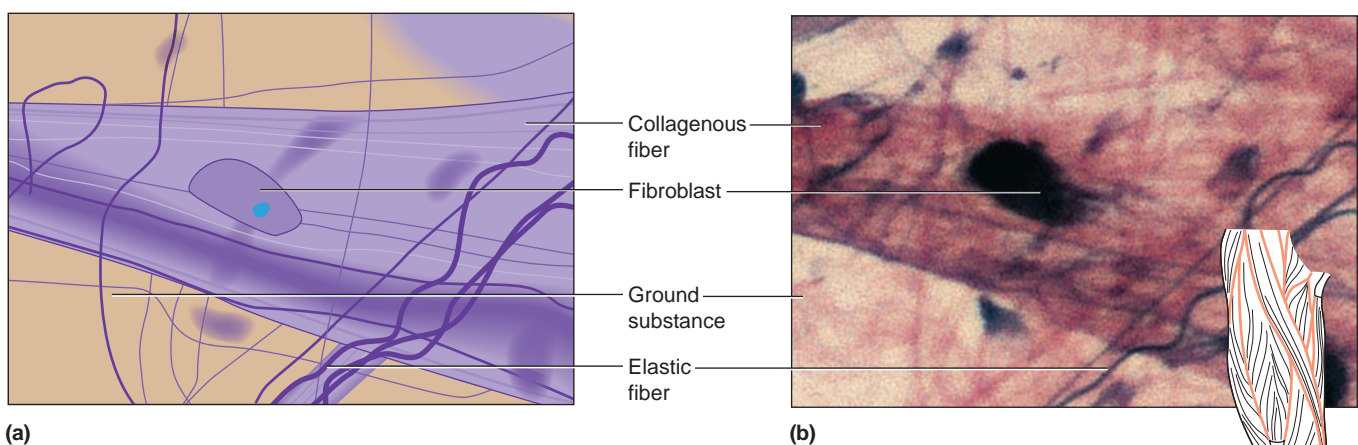 Collagenous
fiber
Fibroblast
Ground
substance
Elastic
fiber
(a)
(b)